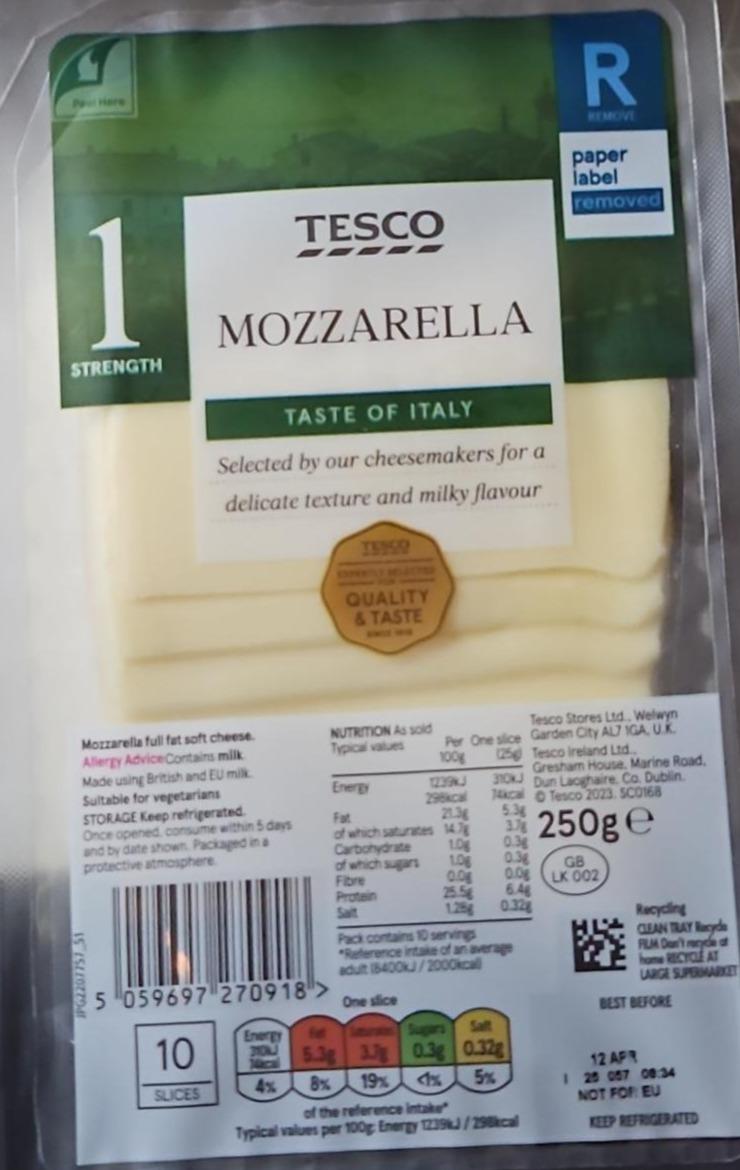 Peel Here
R
REMOVE
paper
label
removed
TESCO
1
STRENGTH
MOZZARELLA
TASTE OF ITALY
Selected by our cheesemakers for a
delicate texture and milky flavour
TESCO
EXPERTLY SELECTED
FOR
QUALITY
& TASTE
Mozzarella full fat soft cheese.
Allergy Advice Contains milk.
Made using British and EU milk.
Suitable for vegetarians
STORAGE Keep refrigerated.
Once opened, consume within 5 days
and by date shown. Packaged in a
protective atmosphere.
JPG2207757_S1
5 059697 270918 >
10
SLICES
NUTRITION As sold
Typical values Per 100g One slice (25g)
Energy 1239kJ 310kJ
298kcal 74kcal
Fat 21.3g 5.3g
of which saturates 14.7g 3.7g
Carbohydrate 1.0g 0.3g
of which sugars 1.0g 0.3g
Fibre 0.0g 0.0g
Protein 25.5g 6.4g
Salt 1.28g 0.32g
Pack contains 10 servings
*Reference intake of an average
adult (8400kJ / 2000kcal)
One slice
Energy 310kJ 74kcal 4%
Fat 5.3g 8%
Saturates 3.7g 19%
Sugars 0.3g <1%
Salt 0.32g 5%
of the reference intake*
Typical values per 100g: Energy 1239kJ / 298kcal
Tesco Stores Ltd., Welwyn
Garden City AL7 1GA, U.K.
Tesco Ireland Ltd.,
Gresham House, Marine Road,
Dun Laoghaire, Co. Dublin.
© Tesco 2023. SC0168
250g e
GB
LK 002
Recycling
CLEAN TRAY Recycle
FILM Don't recycle at
home RECYCLE AT
LARGE SUPERMARKET
BEST BEFORE
12 APR
1 25 057 08:34
NOT FOR EU
KEEP REFRIGERATED